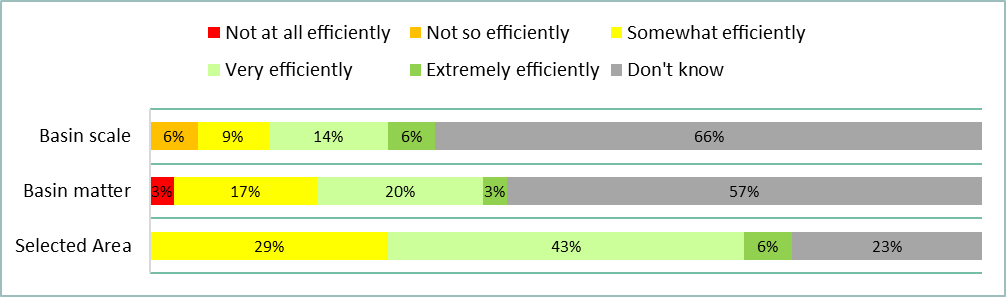 Not at all efficiently Not so efficiently Somewhat efficiently
Very efficiently Extremely efficiently Don't know
Basin scale 6% 9% 14% 6% 66%
Basin matter 3% 17% 20% 3% 57%
Selected Area 29% 43% 6% 23%